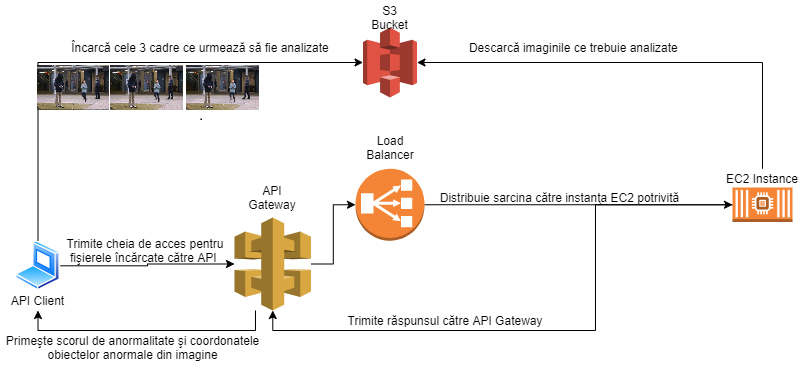 S3
Bucket
Încarcă cele 3 cadre ce urmează să fie analizate
Descarcă imaginile ce trebuie analizate
Load
Balancer
EC2 Instance
API
Gateway
Distribuie sarcina către instanța EC2 potrivită
Trimite cheia de acces pentru
fișierele încărcate către API
API Client
Trimite răspunsul către API Gateway
Primește scorul de anormalitate și coordonatele
obiectelor anormale din imagine